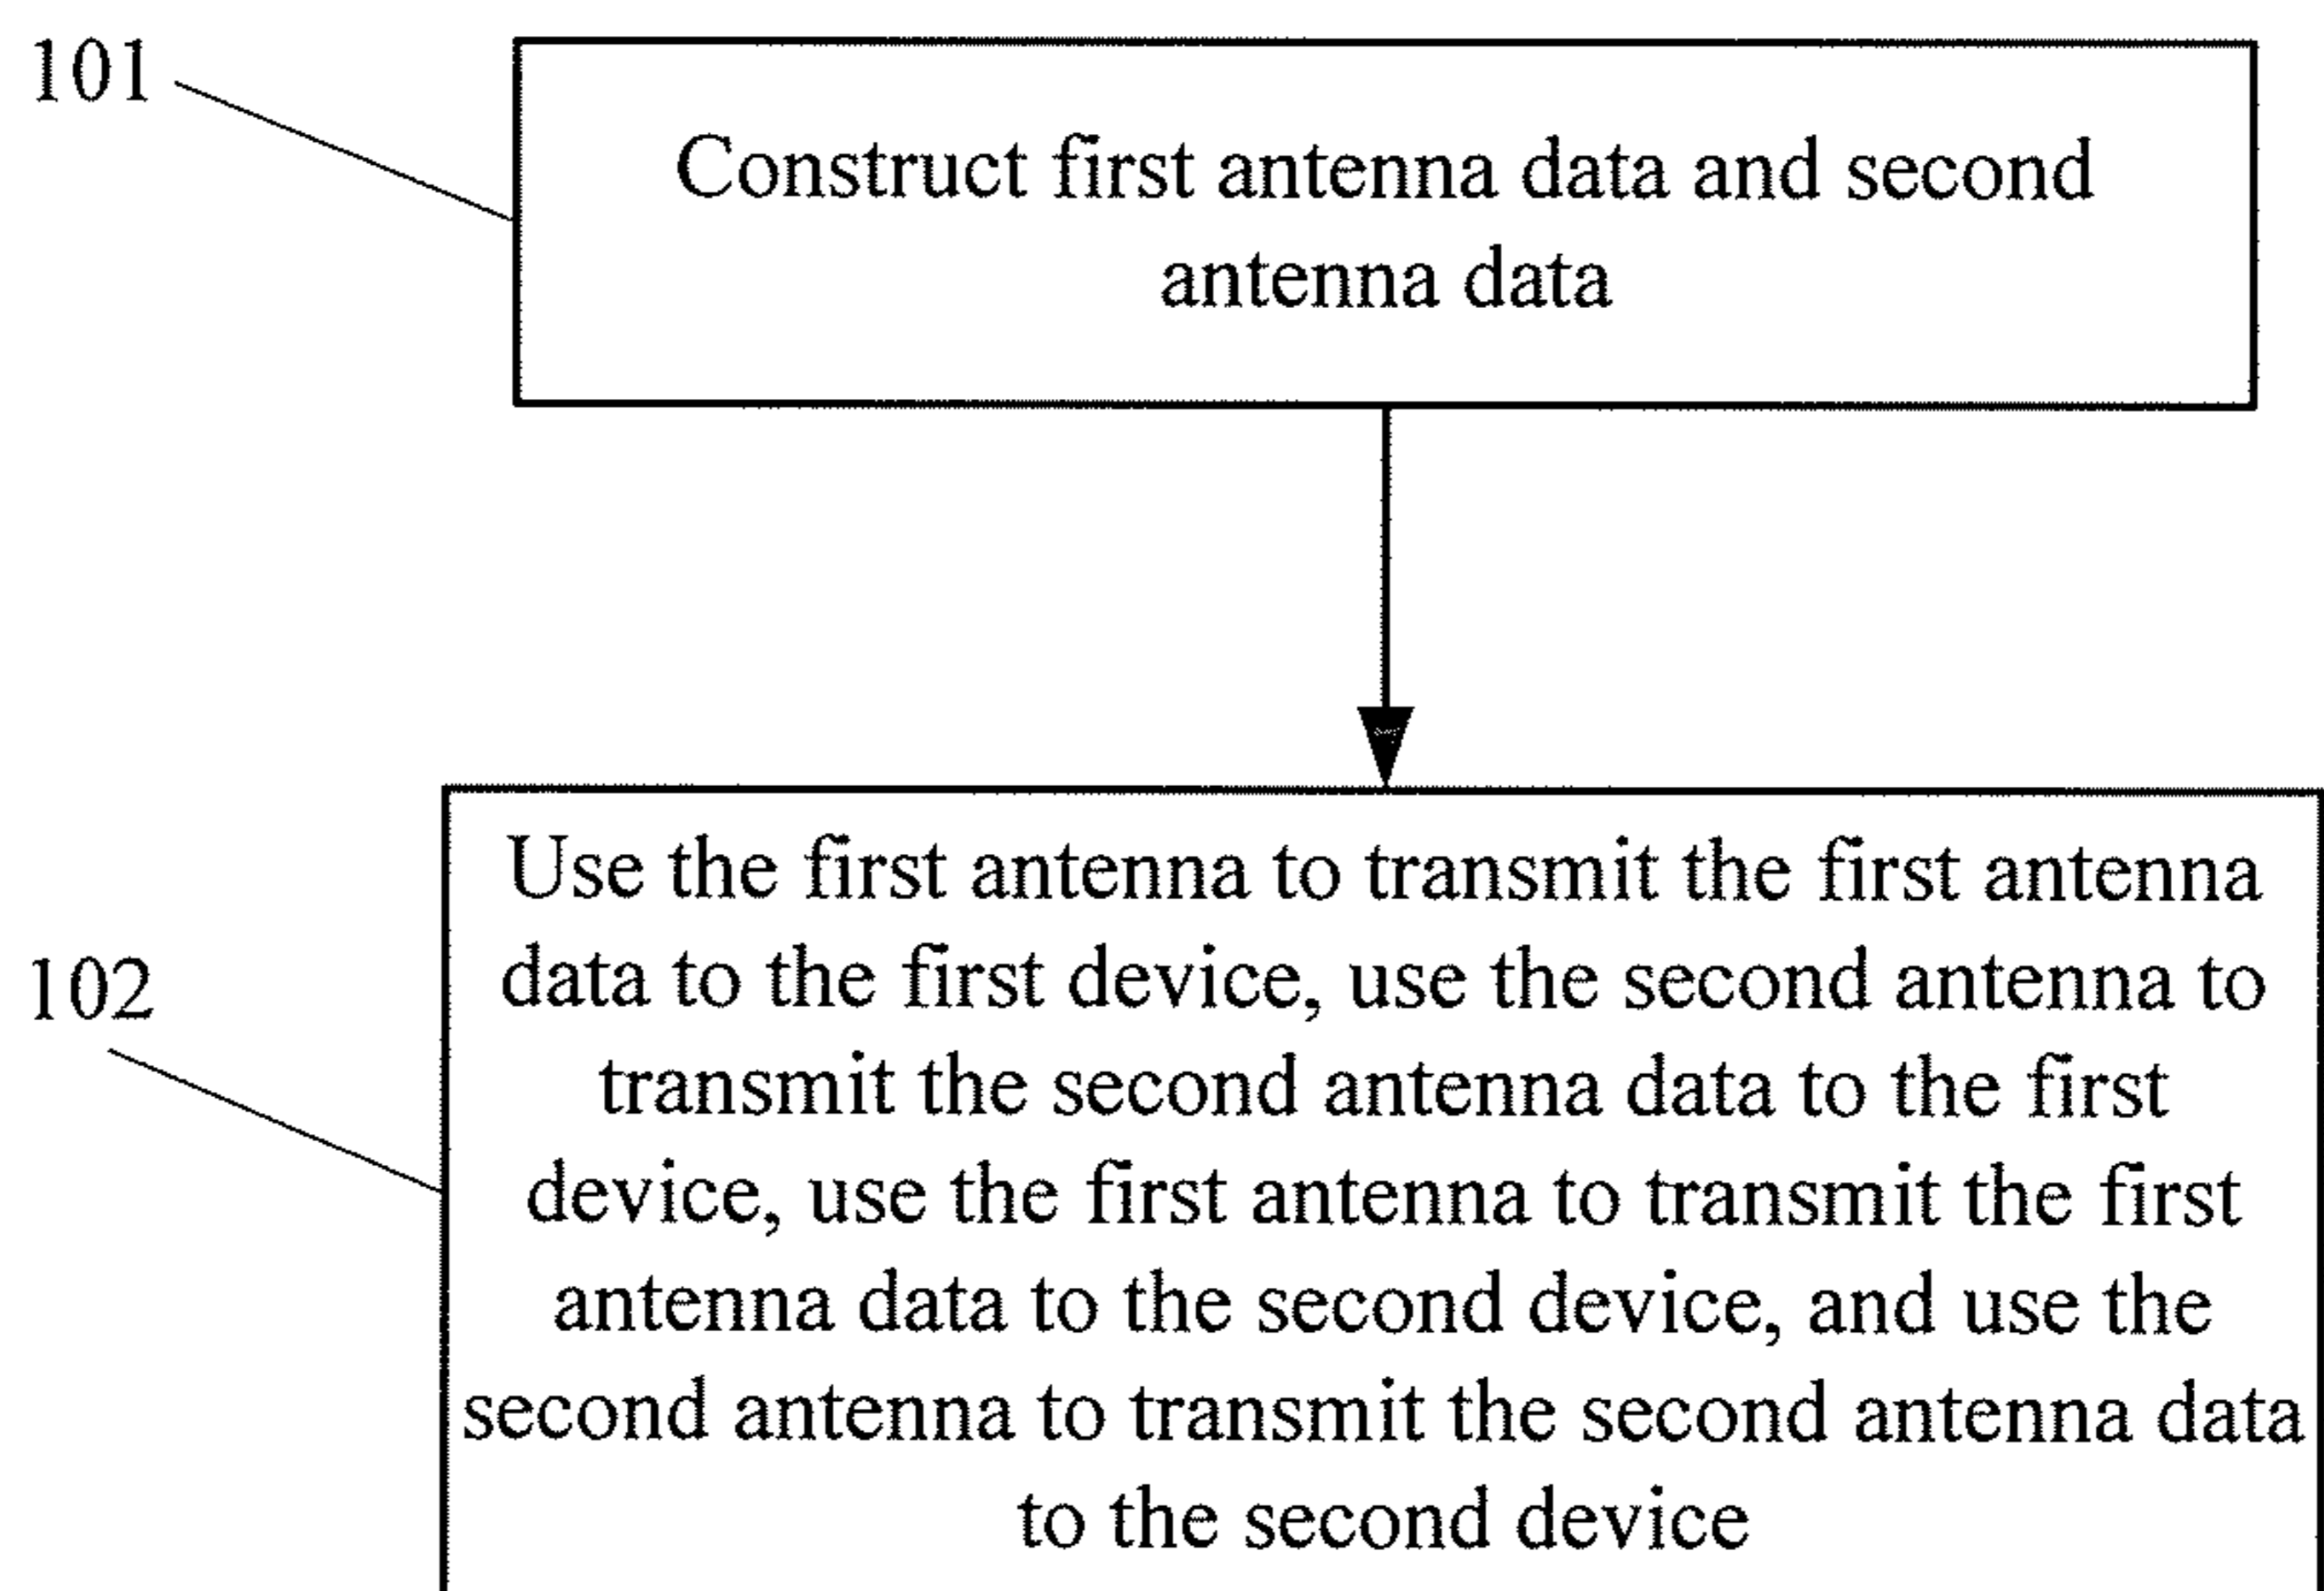 101
Construct first antenna data and second
antenna data
102
Use the first antenna to transmit the first antenna
data to the first device, use the second antenna to
transmit the second antenna data to the first
device, use the first antenna to transmit the first
antenna data to the second device, and use the
second antenna to transmit the second antenna data
to the second device